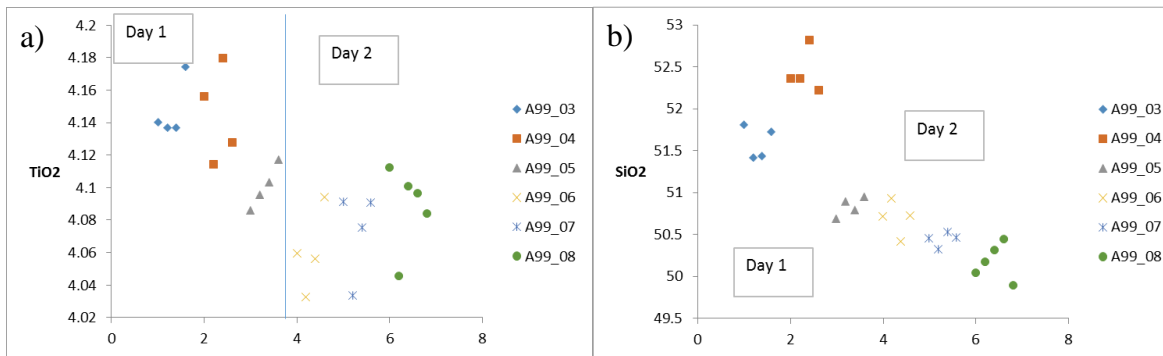 a)
Day 1
Day 2
TiO2
4.2
4.18
4.16
4.14
4.12
4.1
4.08
4.06
4.04
4.02
0 2 4 6 8
A99_03
A99_04
A99_05
A99_06
A99_07
A99_08
b)
Day 2
Day 1
SiO2
53
52.5
52
51.5
51
50.5
50
49.5
0 2 4 6 8
A99_03
A99_04
A99_05
A99_06
A99_07
A99_08